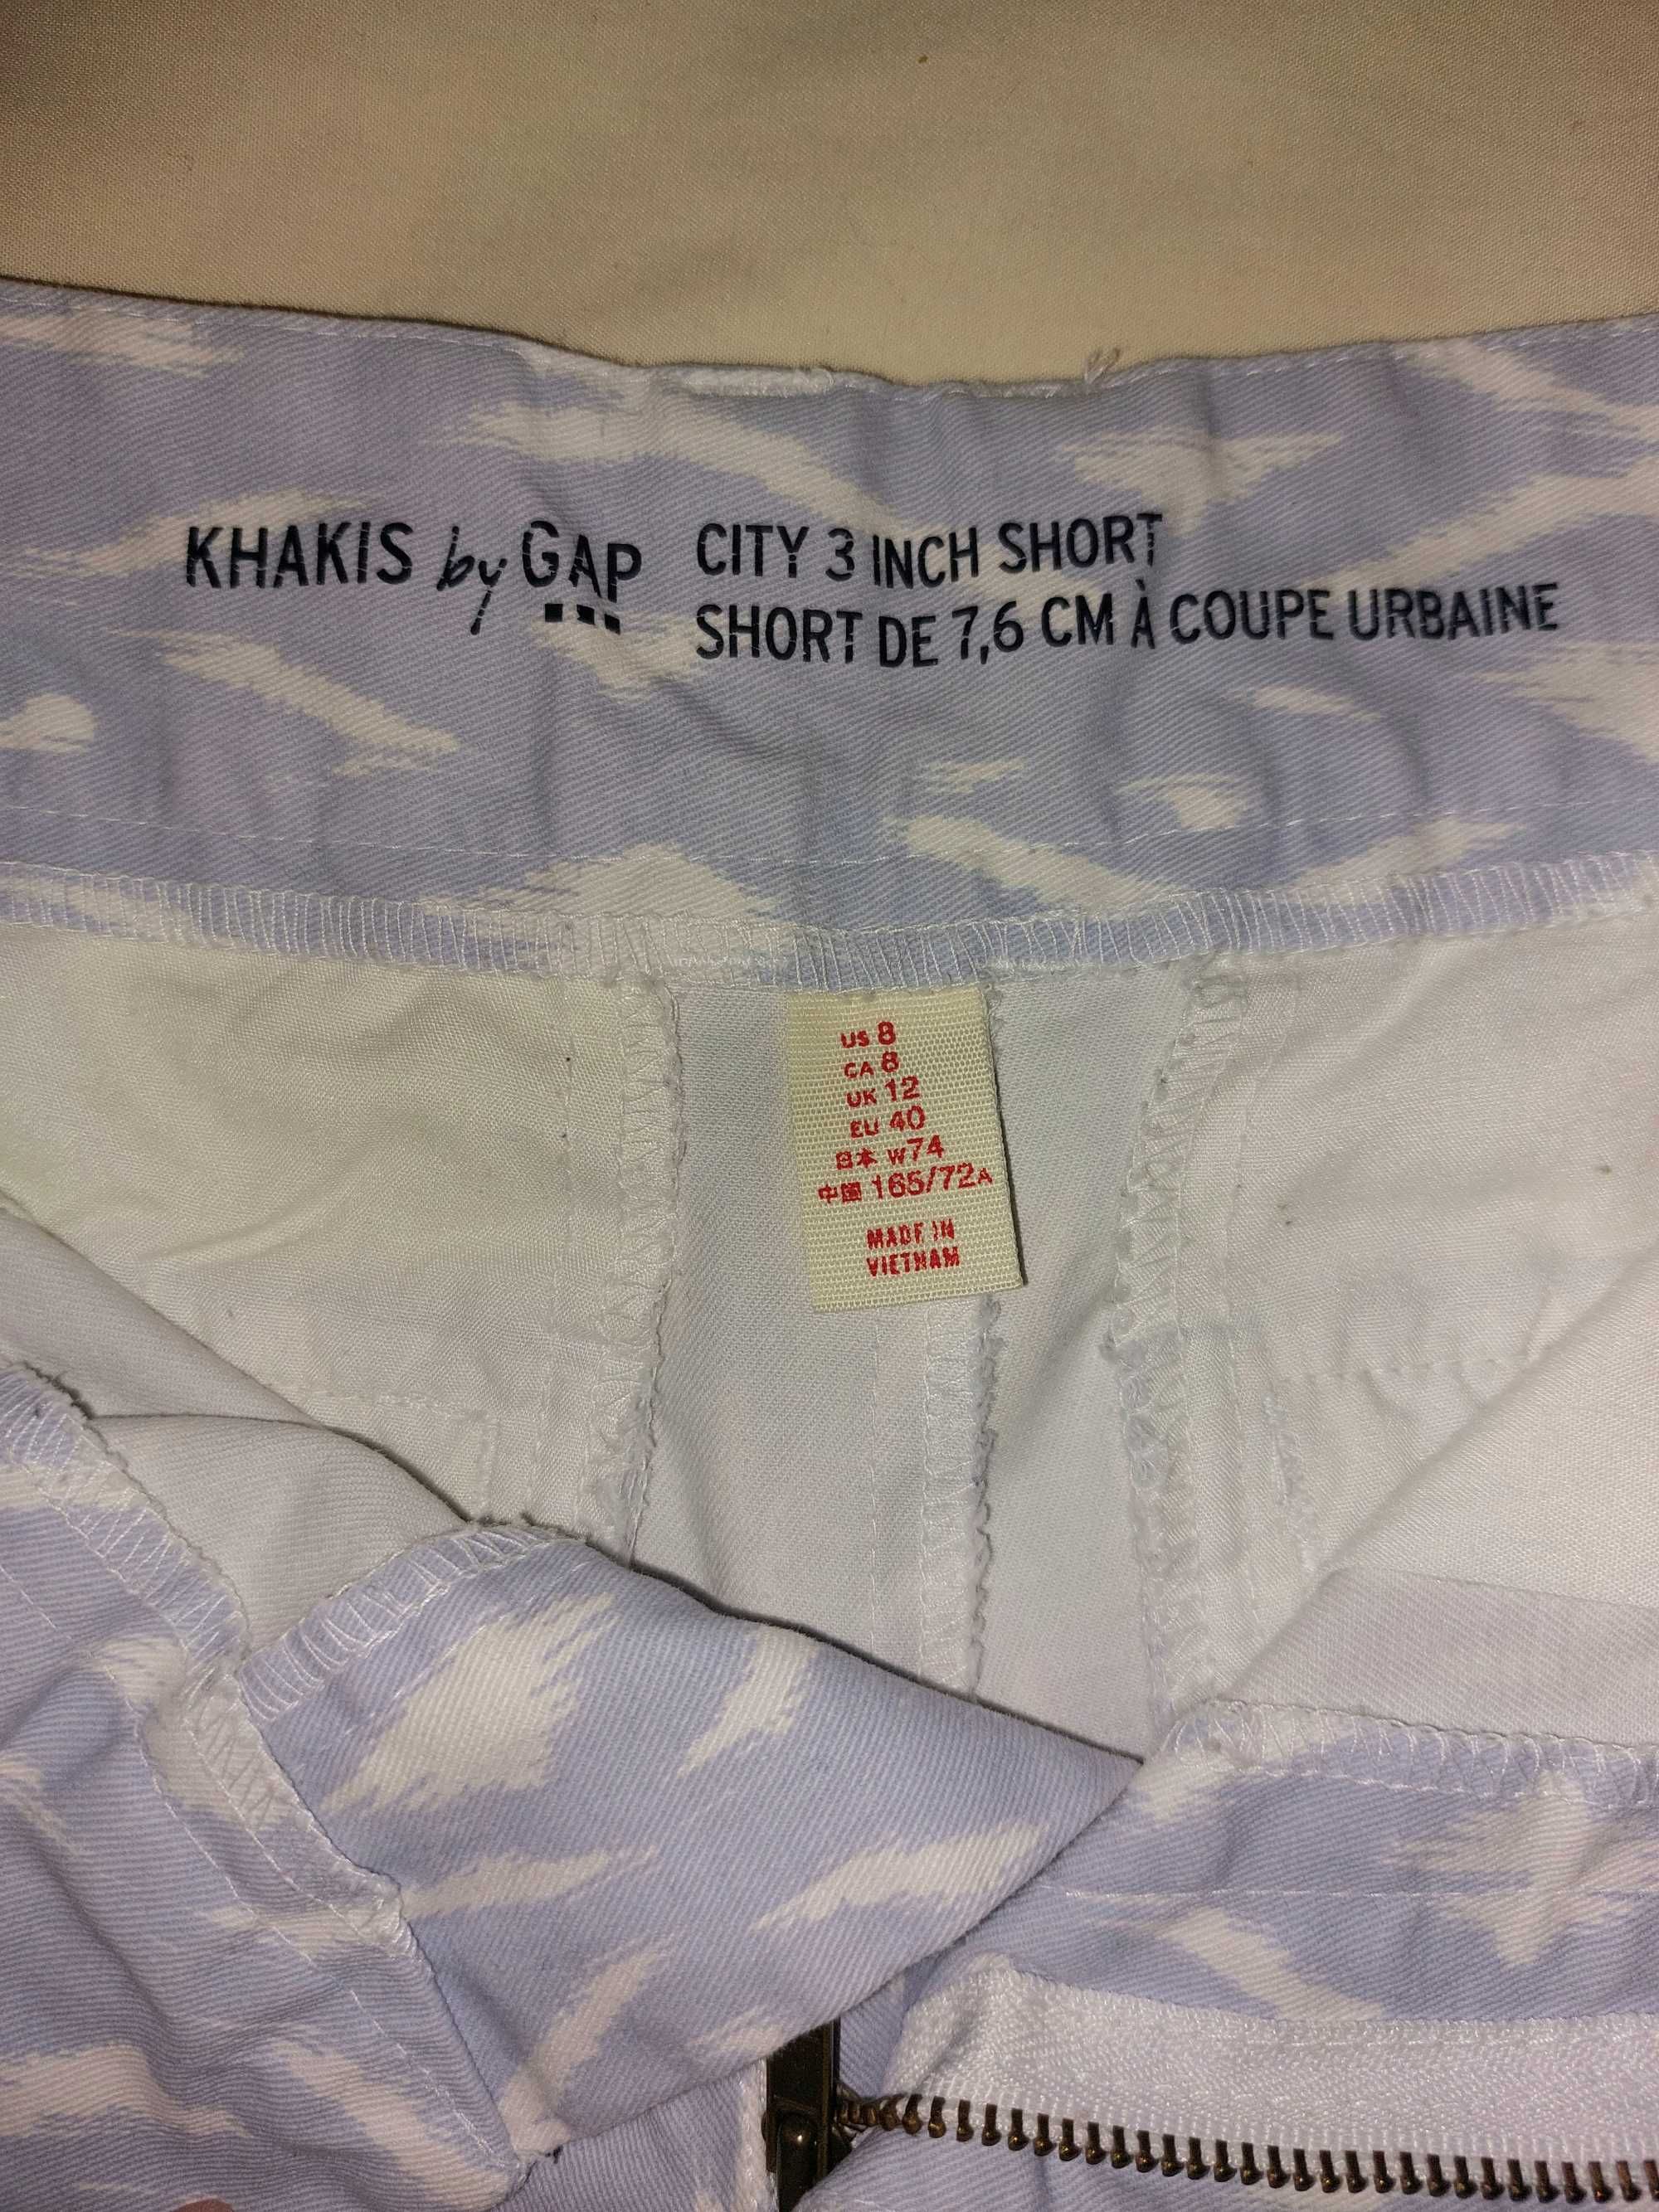 KHAKIS by GAP
CITY 3 INCH SHORT
SHORT DE 7,6 CM À COUPE URBAINE
US 8
CA 8
UK 12
EU 40
日本 W74
中國 165/72A
MADE IN
VIETNAM